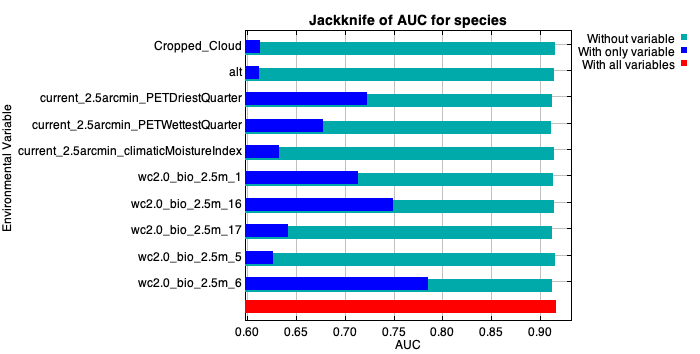 Jackknife of AUC for species
Without variable
With only variable
With all variables
Environmental Variable
Cropped_Cloud
alt
current_2.5arcmin_PETDriestQuarter
current_2.5arcmin_PETWettestQuarter
current_2.5arcmin_climaticMoistureIndex
wc2.0_bio_2.5m_1
wc2.0_bio_2.5m_16
wc2.0_bio_2.5m_17
wc2.0_bio_2.5m_5
wc2.0_bio_2.5m_6
0.60 0.65 0.70 0.75 0.80 0.85 0.90
AUC